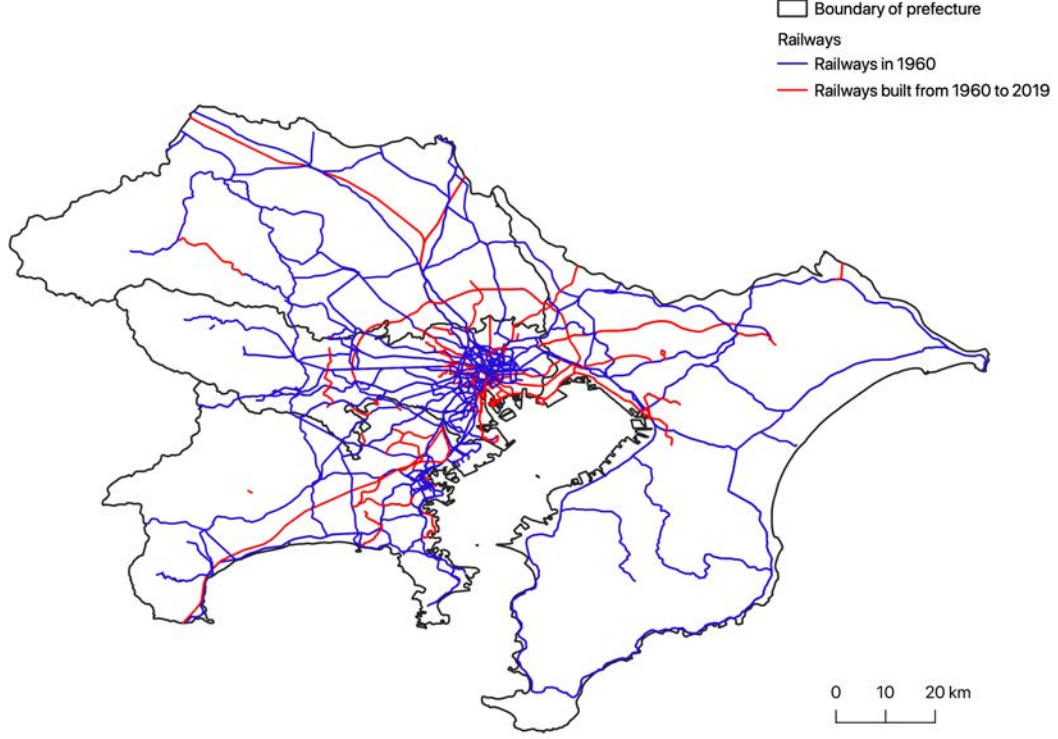 Boundary of prefecture
Railways
Railways in 1960
Railways built from 1960 to 2019
0 10 20 km